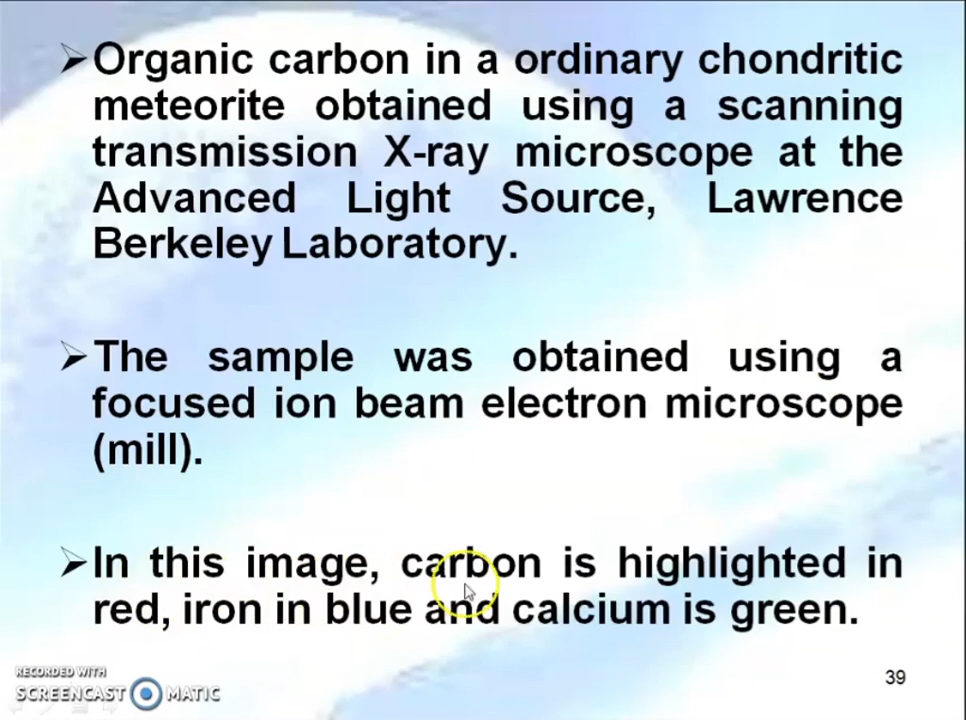 ➢Organic carbon in a ordinary chondritic
meteorite obtained using a scanning
transmission X-ray microscope at the
Advanced Light Source, Lawrence
Berkeley Laboratory.
➢The sample was obtained using a
focused ion beam electron microscope
(mill).
➢In this image, carbon is highlighted in
red, iron in blue and calcium is green.
RECORDED WITH
SCREENCAST MATIC
39